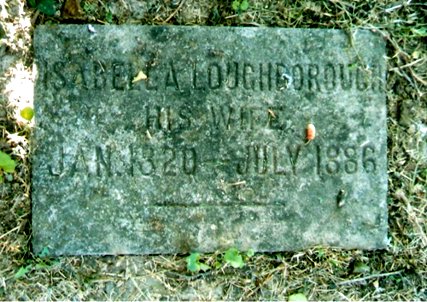 ISABELLA LOUGHBOROUGH
HIS WIFE
JAN. 1820 – JULY 1886